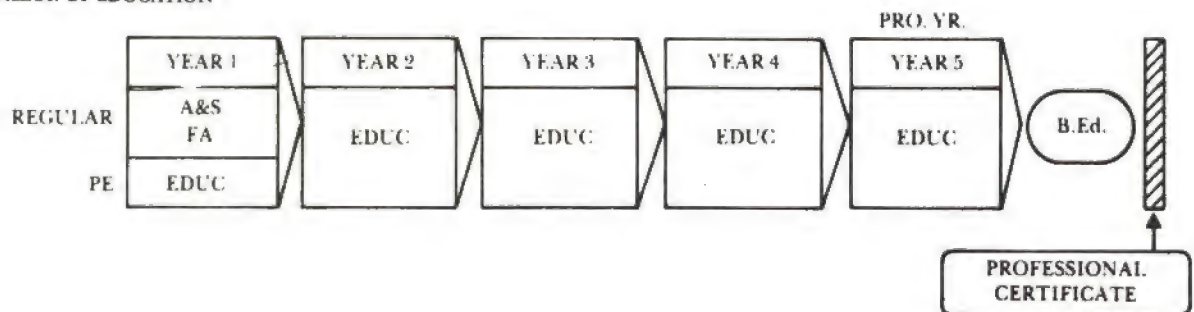 PRO. YR.
YEAR 1 YEAR 2 YEAR 3 YEAR 4 YEAR 5
REGULAR A&S
FA EDUC EDUC EDUC EDUC B.Ed.
PE EDUC
PROFESSIONAL
CERTIFICATE